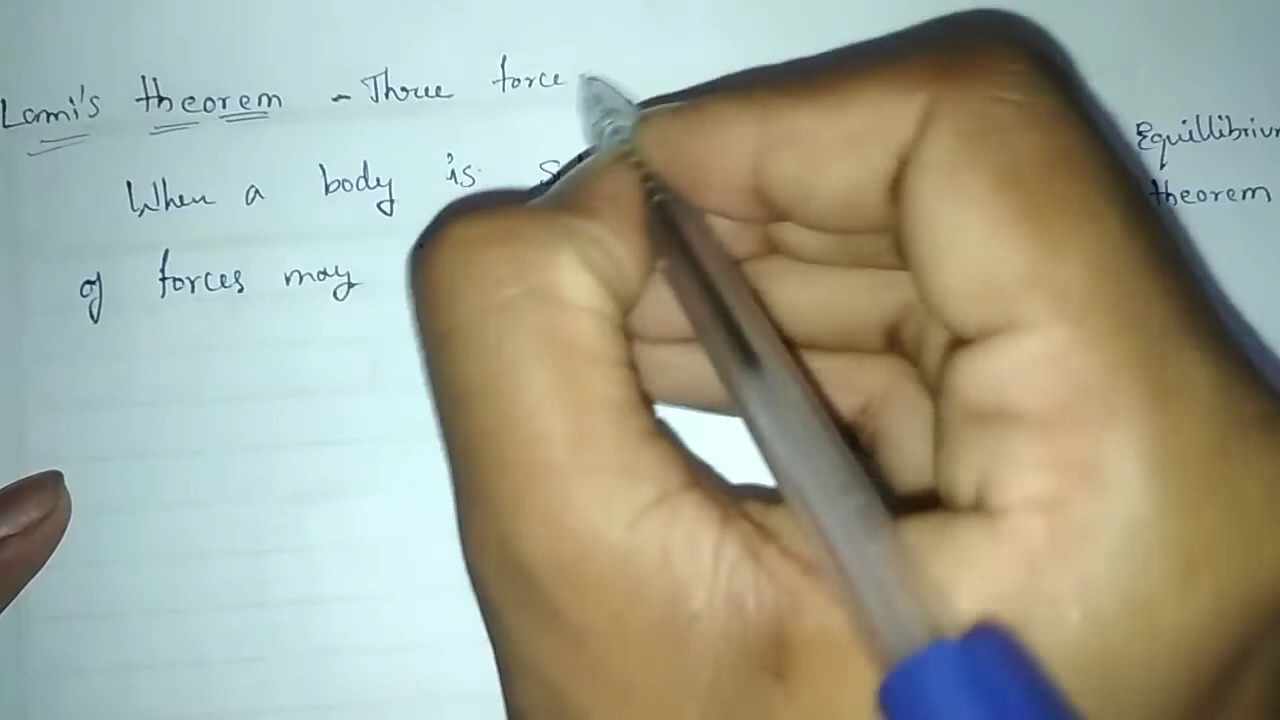 Lami's theorem - Three force
Equillibrium
When a body is theorem
of forces may